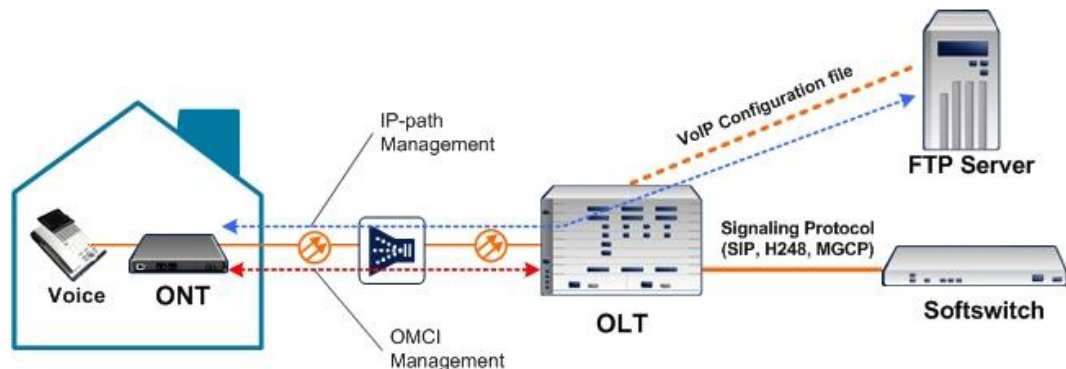 IP-path
Management
VoIP Configuration file
FTP Server
Signaling Protocol
(SIP, H248, MGCP)
Voice
ONT
OLT
Softswitch
OMCI
Management